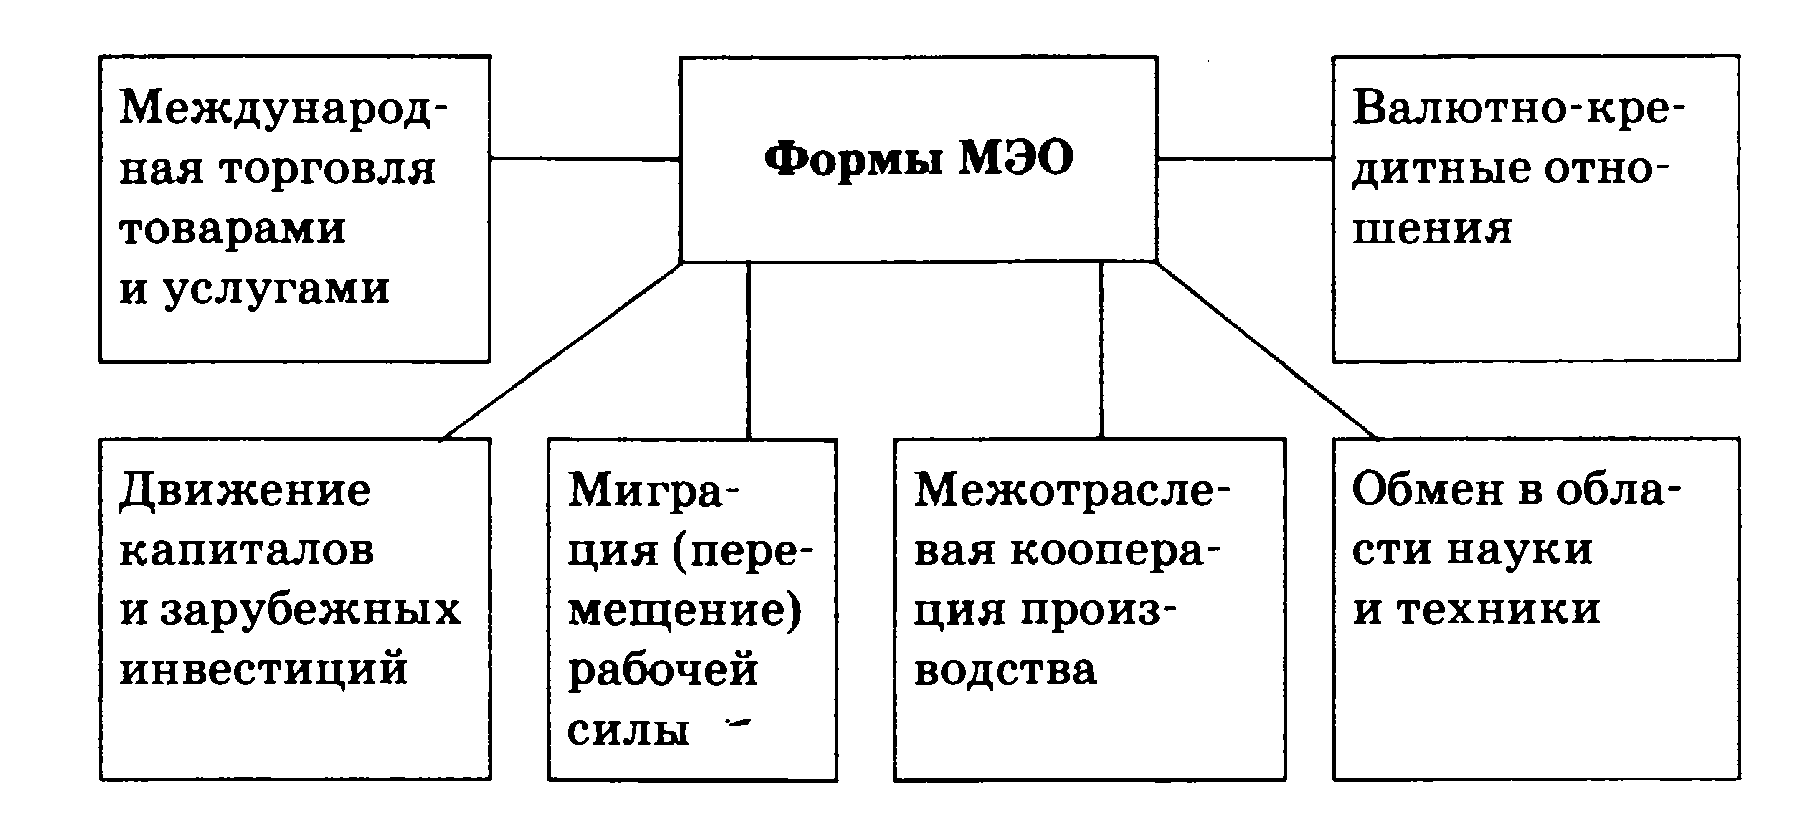 Международ-
ная торговля
товарами
и услугами
Формы МЭО
Валютно-кре-
дитные отно-
шения
Движение
капиталов
и зарубежных
инвестиций
Мигра-
ция (пере-
мещение)
рабочей
силы
Межотрасле-
вая коопера-
ция произ-
водства
Обмен в обла-
сти науки
и техники